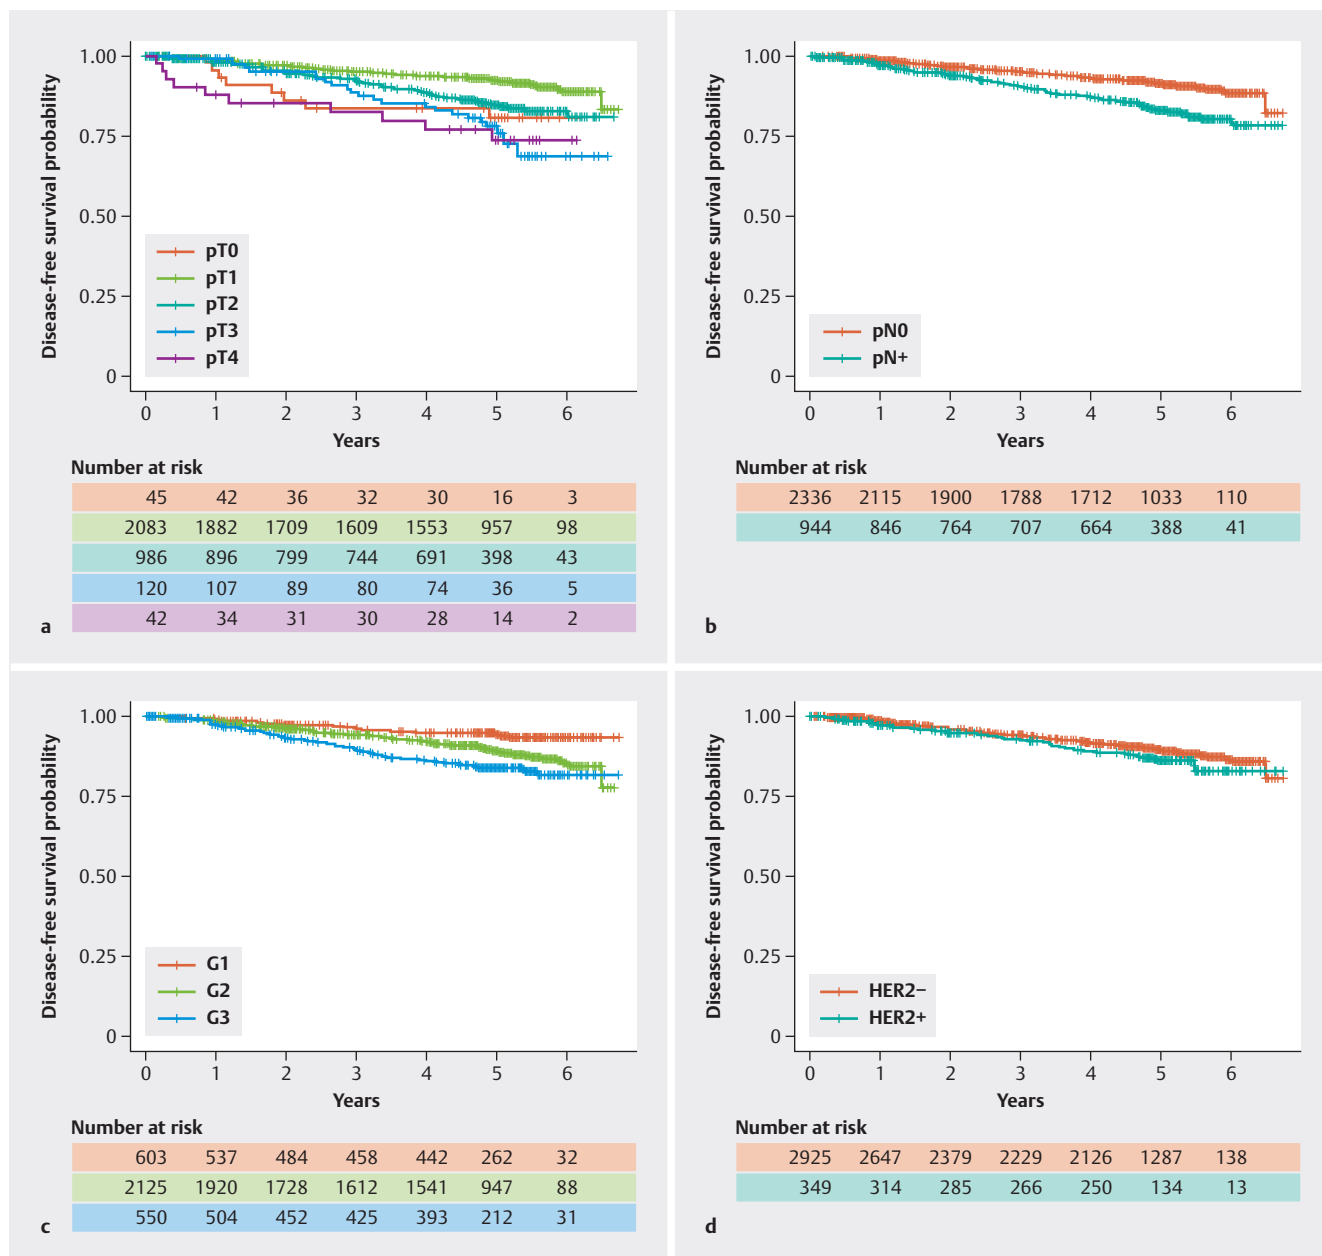 Disease-free survival probability
1.00
0.75
0.50
0.25
0
pT0
pT1
pT2
pT3
pT4
0 1 2 3 4 5 6
Years
Number at risk
45 42 36 32 30 16 3
2083 1882 1709 1609 1553 957 98
986 896 799 744 691 398 43
120 107 89 80 74 36 5
42 34 31 30 28 14 2
a
Disease-free survival probability
1.00
0.75
0.50
0.25
0
pN0
pN+
0 1 2 3 4 5 6
Years
Number at risk
2336 2115 1900 1788 1712 1033 110
944 846 764 707 664 388 41
b
Disease-free survival probability
1.00
0.75
0.50
0.25
0
G1
G2
G3
0 1 2 3 4 5 6
Years
Number at risk
603 537 484 458 442 262 32
2125 1920 1728 1612 1541 947 88
550 504 452 425 393 212 31
c
Disease-free survival probability
1.00
0.75
0.50
0.25
0
HER2−
HER2+
0 1 2 3 4 5 6
Years
Number at risk
2925 2647 2379 2229 2126 1287 138
349 314 285 266 250 134 13
d